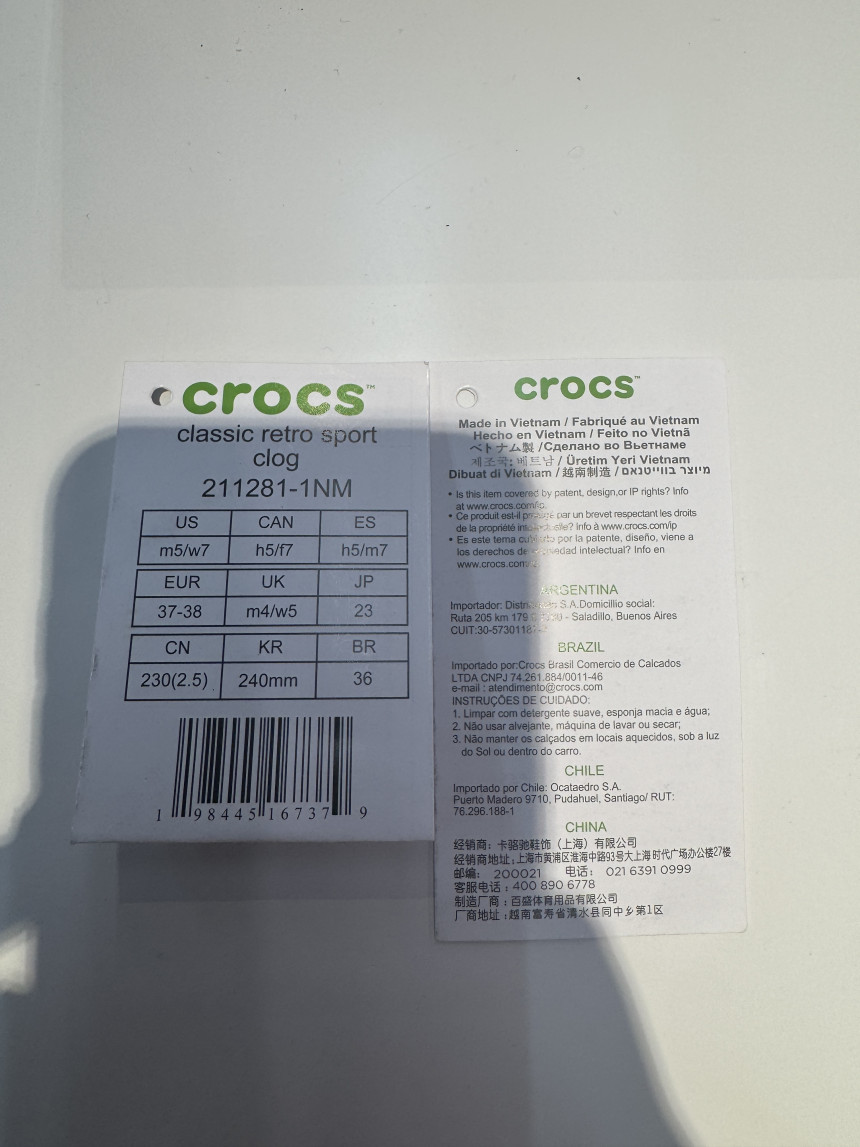 crocs™
classic retro sport
clog
211281-1NM
US CAN ES
m5/w7 h5/f7 h5/m7
EUR UK JP
37-38 m4/w5 23
CN KR BR
230(2.5) 240mm 36
1 98445 16737 9
crocs™
Made in Vietnam / Fabriqué au Vietnam
Hecho en Vietnam / Feito no Vietnã
ベトナム製 /Сделано во Вьетнаме
제조국: 베트남 / Üretim Yeri Vietnam
Dibuat di Vietnam / 越南制造 / מיוצר בווייטנאם
• Is this item covered by patent, design,or IP rights? Info
at www.crocs.com/ip.
• Ce produit est-il protégé par un brevet respectant les droits
de la propriété intellectuelle? Info à www.crocs.com/ip
• Es este tema cubierto por la patente, diseño, viene a
los derechos de propiedad intelectual? Info en
www.crocs.com/
ARGENTINA
Importador: S.A.Domicillio social:
Ruta 205 km 179 - Saladillo, Buenos Aires
CUIT:30-5730118
BRAZIL
Importado por:Crocs Brasil Comercio de Calcados
LTDA CNPJ 74.261.884/0011-46
e-mail : atendimento@crocs.com
INSTRUÇÕES DE CUIDADO:
1. Limpar com detergente suave, esponja macia e água;
2. Não usar alvejante, máquina de lavar ou secar;
3. Não manter os calçados em locais aquecidos, sob a luz
do Sol ou dentro do carro.
CHILE
Importado por Chile: Ocataedro S.A.
Puerto Madero 9710, Pudahuel, Santiago/ RUT:
76.296.188-1
CHINA
经销商: 卡骆驰鞋饰（上海）有限公司
经销商地址:上海市黄浦区淮海中路93号大上海时代广场办公楼27楼
邮编: 200021 电话: 021 6391 0999
客服电话:400 890 6778
制造厂商:百盛体育用品有限公司
厂商地址:越南富寿省清水县同中乡第1区